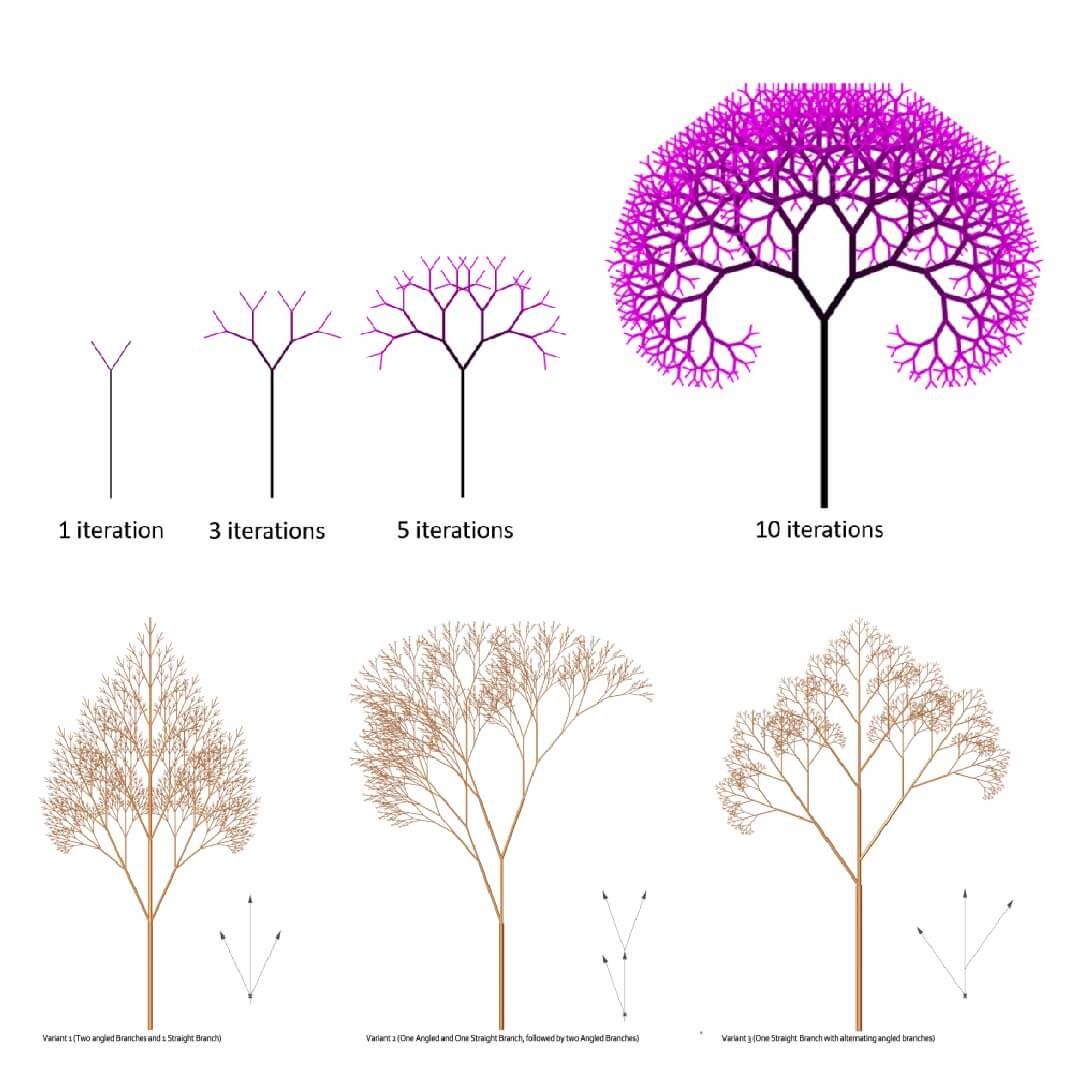 1 iteration
3 iterations
5 iterations
10 iterations
Variant 1 (Two angled Branches and 1 Straight Branch)
Variant 2 (One Angled and One Straight Branch, followed by two Angled Branches)
Variant 3 (One Straight Branch with alternating angled branches)